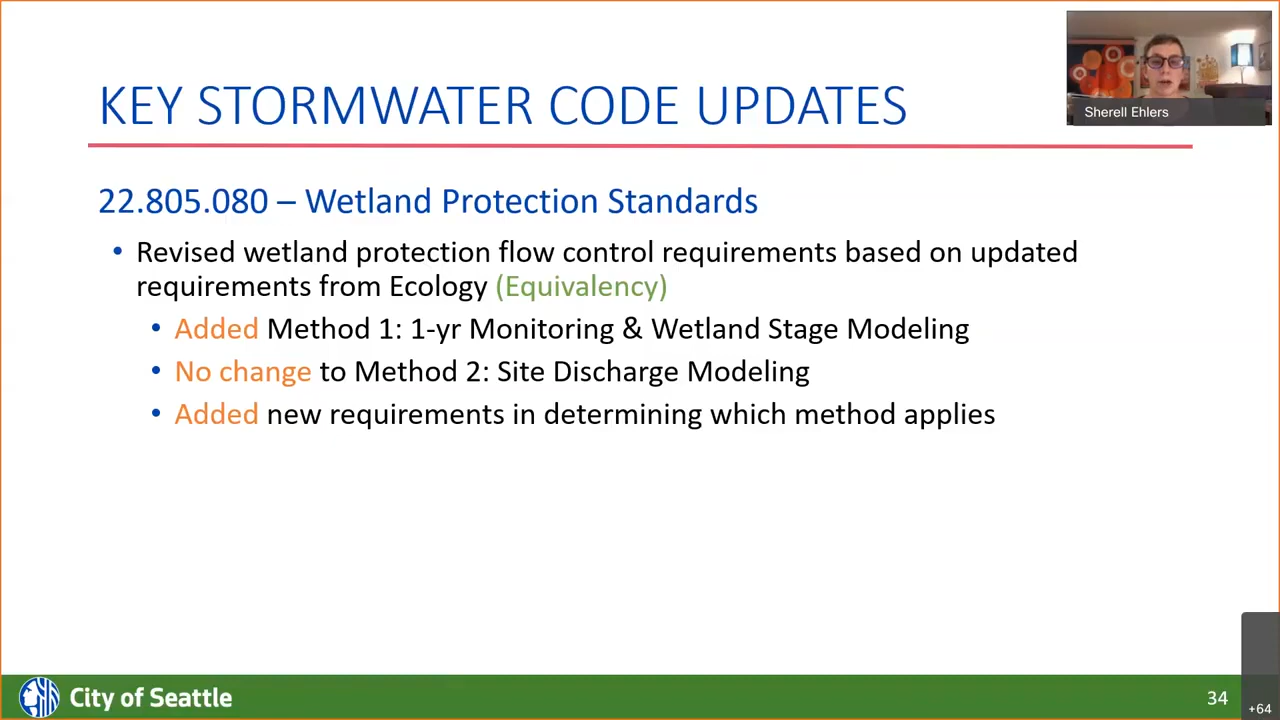 KEY STORMWATER CODE UPDATES
Sherell Ehlers
22.805.080 – Wetland Protection Standards
• Revised wetland protection flow control requirements based on updated
requirements from Ecology (Equivalency)
• Added Method 1: 1-yr Monitoring & Wetland Stage Modeling
• No change to Method 2: Site Discharge Modeling
• Added new requirements in determining which method applies
City of Seattle
34
+64